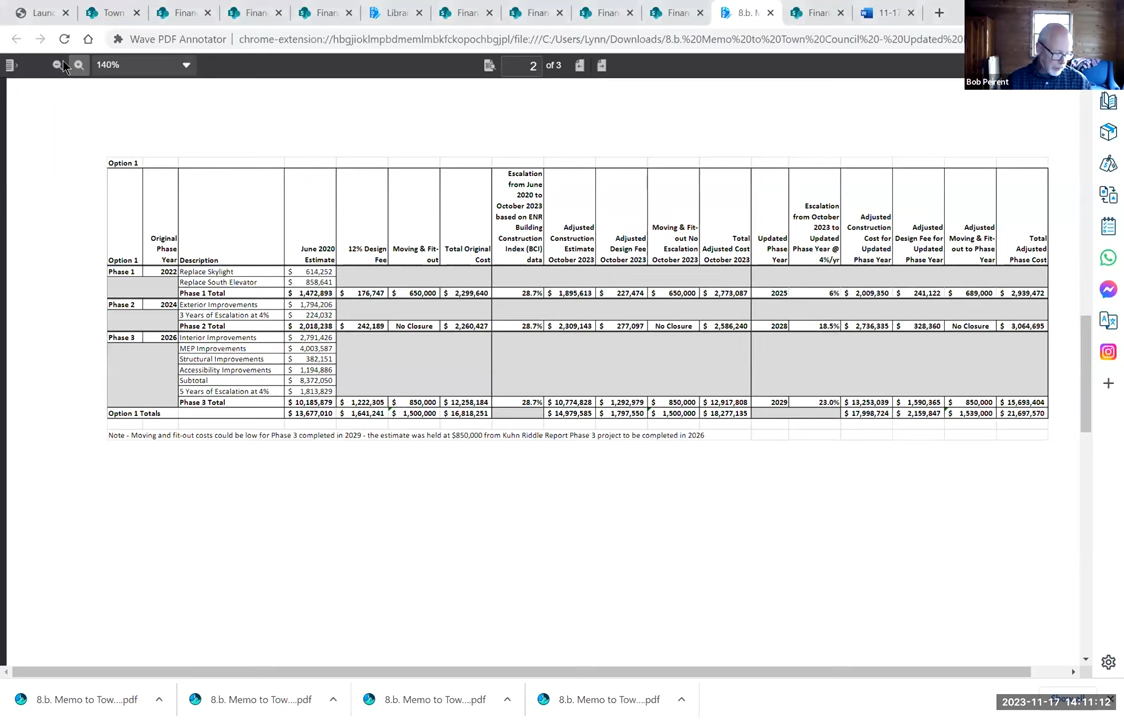 Launc
Town
Financ
Financ
Financ
Librar
Financ
Financ
Financ
Financ
8.b. M
Financ
11-17
Wave PDF Annotator | chrome-extension://hbgjioklmpbdmemlmbkfckopochbgjpl/file:///C:/Users/Lynn/Downloads/8.b.%20Memo%20to%20Town%20Council%20-%20Updated%20
Bob Peirent
140%
2 of 3
Option 1
Option 1 Original Phase Year Description June 2020 Estimate 12% Design Fee Moving & Fit-out Total Original Cost Escalation from June 2020 to October 2023 based on ENR Building Construction Index (BCI) data Adjusted Construction Estimate October 2023 Adjusted Design Fee October 2023 Moving & Fit-out No Escalation October 2023 Total Adjusted Cost October 2023 Updated Phase Year Escalation from October 2023 to Updated Phase Year @ 4%/yr Adjusted Construction Cost for Updated Phase Year Adjusted Design Fee for Updated Phase Year Adjusted Moving & Fit-out to Phase Year Total Adjusted Phase Cost
Phase 1 2022 Replace Skylight $ 614,252
Replace South Elevator $ 858,641
Phase 1 Total $ 1,472,893 $ 176,747 $ 650,000 $ 2,299,640 28.7% $ 1,895,613 $ 227,474 $ 650,000 $ 2,773,087 2025 6% $ 2,009,350 $ 241,122 $ 689,000 $ 2,939,472
Phase 2 2024 Exterior Improvements $ 1,794,206
3 Years of Escalation at 4% $ 224,032
Phase 2 Total $ 2,018,238 $ 242,189 No Closure $ 2,260,427 28.7% $ 2,309,143 $ 277,097 No Closure $ 2,586,240 2028 18.5% $ 2,736,335 $ 328,360 No Closure $ 3,064,695
Phase 3 2026 Interior Improvements $ 2,791,426
MEP Improvements $ 4,003,587
Structural Improvements $ 382,151
Accessibility Improvements $ 1,194,886
Subtotal $ 8,372,050
5 Years of Escalation at 4% $ 1,813,829
Phase 3 Total $ 10,185,879 $ 1,222,305 $ 850,000 $ 12,258,184 28.7% $ 10,774,828 $ 1,292,979 $ 850,000 $ 12,917,808 2029 23.0% $ 13,253,039 $ 1,590,365 $ 850,000 $ 15,693,404
Option 1 Totals $ 13,677,010 $ 1,641,241 $ 1,500,000 $ 16,818,251 $ 14,979,585 $ 1,797,550 $ 1,500,000 $ 18,277,135 $ 17,998,724 $ 2,159,847 $ 1,539,000 $ 21,697,570
Note - Moving and fit-out costs could be low for Phase 3 completed in 2029 - the estimate was held at $850,000 from Kuhn Riddle Report Phase 3 project to be completed in 2026
8.b. Memo to Tow....pdf
8.b. Memo to Tow....pdf
8.b. Memo to Tow....pdf
8.b. Memo to Tow....pdf
2023-11-17 14:11:12